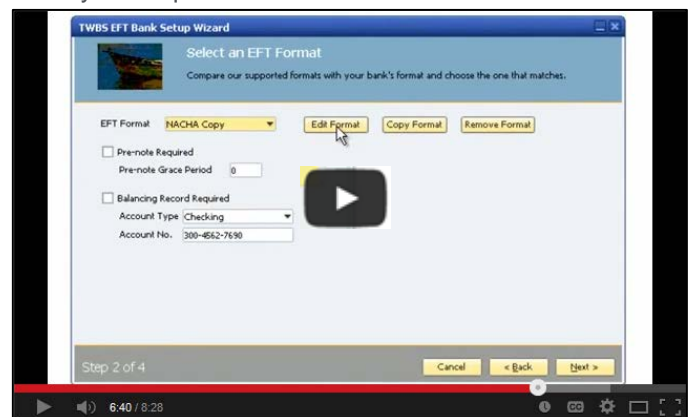 TWBS EFT Bank Setup Wizard
Select an EFT Format
Compare our supported formats with your bank's format and choose the one that matches.
EFT Format NACHA Copy Edit Format Copy Format Remove Format
Pre-note Required
Pre-note Grace Period 0
Balancing Record Required
Account Type Checking
Account No. 300-4562-7690
Step 2 of 4 Cancel < Back Next >
6:40 / 8:28 CC